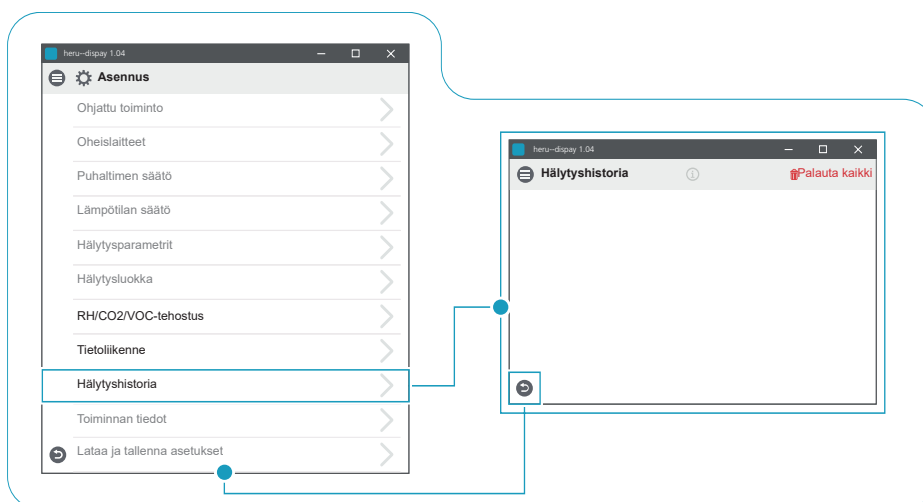 heru--dispay 1.04
Asennus
Ohjattu toiminto
Oheislaitteet
Puhaltimen säätö
Lämpötilan säätö
Hälytysparametrit
Hälytysluokka
RH/CO2/VOC-tehostus
Tietoliikenne
Hälytyshistoria
Toiminnan tiedot
Lataa ja tallenna asetukset
heru--dispay 1.04
Hälytyshistoria
Palauta kaikki